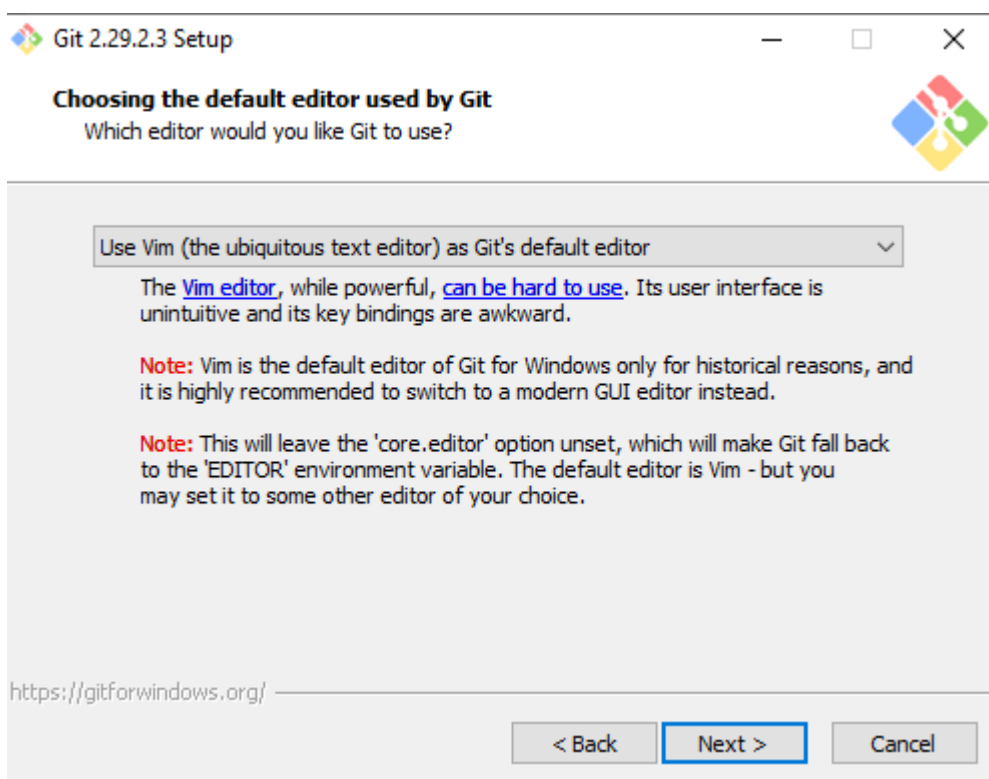 Git 2.29.2.3 Setup
Choosing the default editor used by Git
Which editor would you like Git to use?
Use Vim (the ubiquitous text editor) as Git's default editor
The Vim editor, while powerful, can be hard to use. Its user interface is
unintuitive and its key bindings are awkward.
Note: Vim is the default editor of Git for Windows only for historical reasons, and
it is highly recommended to switch to a modern GUI editor instead.
Note: This will leave the 'core.editor' option unset, which will make Git fall back
to the 'EDITOR' environment variable. The default editor is Vim - but you
may set it to some other editor of your choice.
https://gitforwindows.org/
< Back
Next >
Cancel